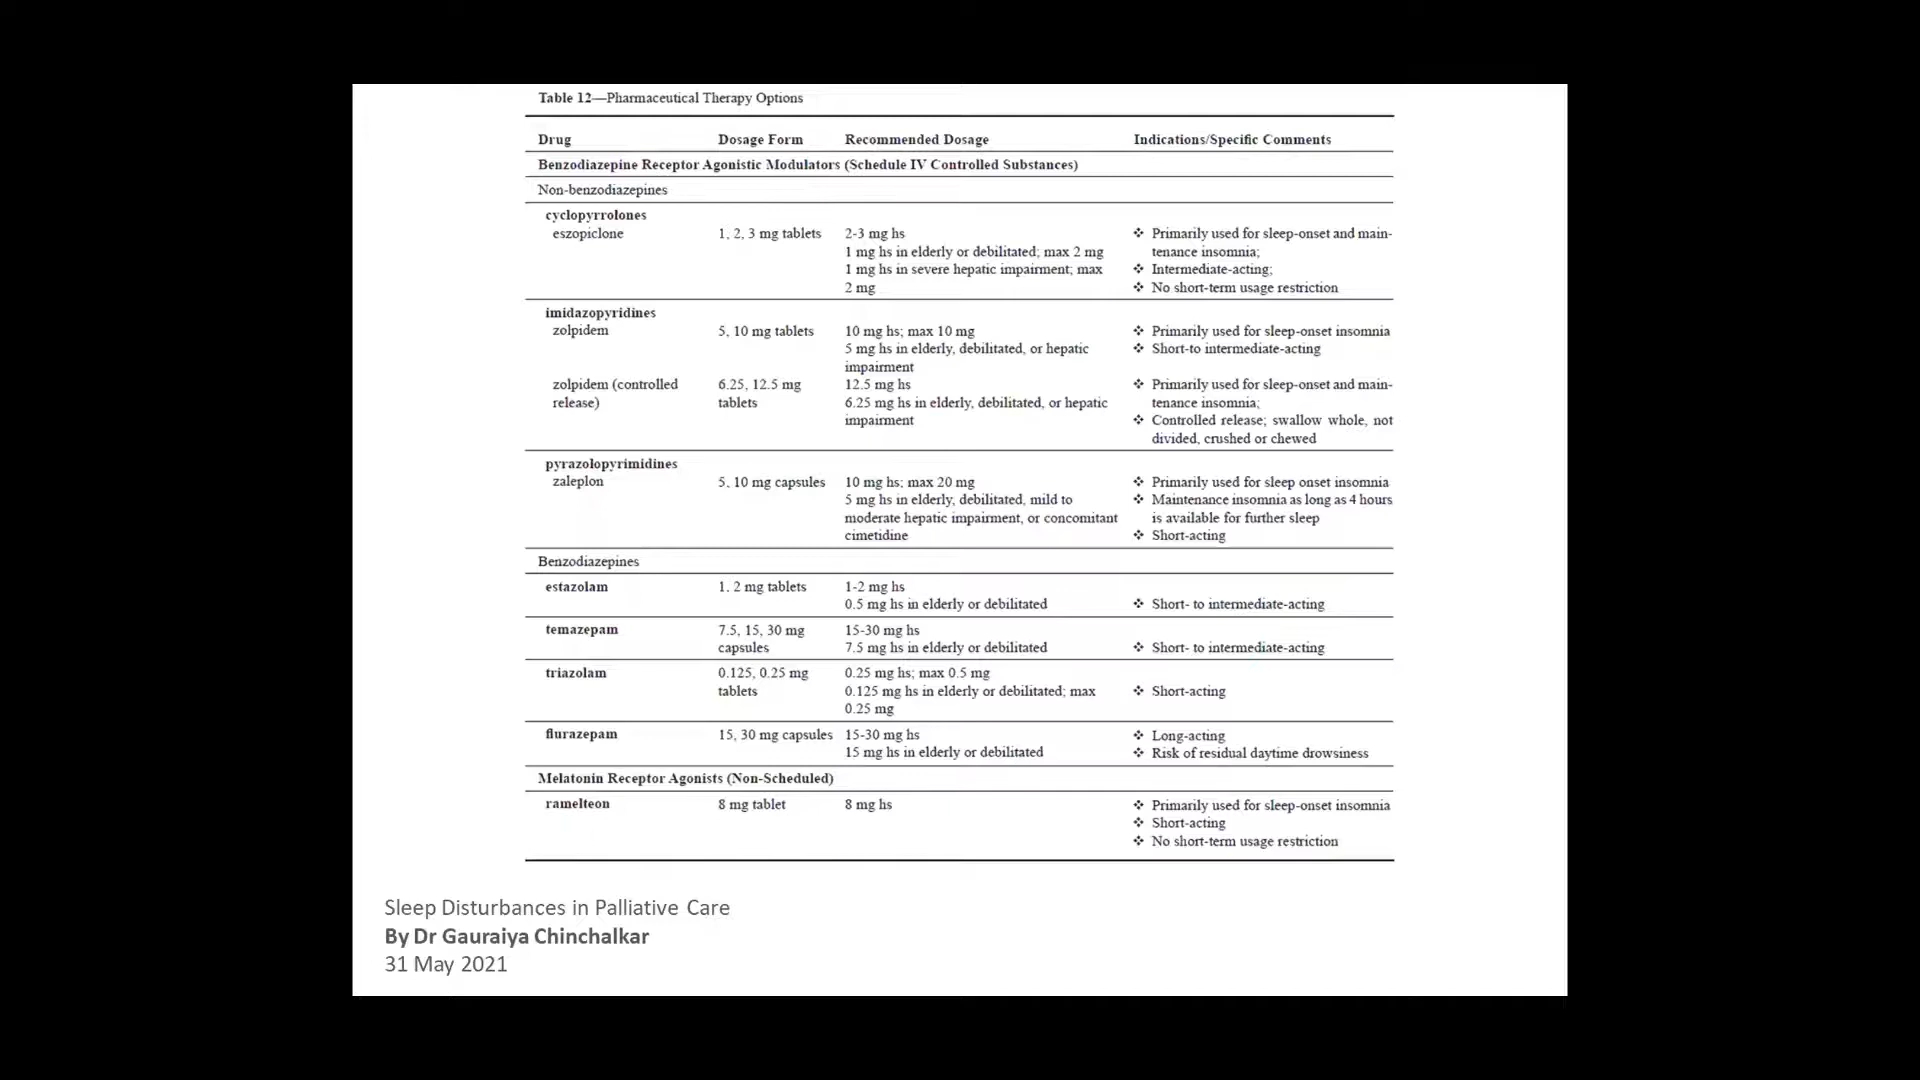 Table 12—Pharmaceutical Therapy Options
Drug Dosage Form Recommended Dosage Indications/Specific Comments
Benzodiazepine Receptor Agonistic Modulators (Schedule IV Controlled Substances)
Non-benzodiazepines
cyclopyrrolones
eszopiclone 1, 2, 3 mg tablets 2-3 mg hs ❖ Primarily used for sleep-onset and main-
1 mg hs in elderly or debilitated; max 2 mg tenance insomnia;
1 mg hs in severe hepatic impairment; max ❖ Intermediate-acting;
2 mg ❖ No short-term usage restriction
imidazopyridines
zolpidem 5, 10 mg tablets 10 mg hs; max 10 mg ❖ Primarily used for sleep-onset insomnia
5 mg hs in elderly, debilitated, or hepatic ❖ Short-to intermediate-acting
impairment
zolpidem (controlled 6.25, 12.5 mg 12.5 mg hs ❖ Primarily used for sleep-onset and main-
release) tablets 6.25 mg hs in elderly, debilitated, or hepatic tenance insomnia;
impairment ❖ Controlled release; swallow whole, not
divided, crushed or chewed
pyrazolopyrimidines
zaleplon 5, 10 mg capsules 10 mg hs; max 20 mg ❖ Primarily used for sleep onset insomnia
5 mg hs in elderly, debilitated, mild to ❖ Maintenance insomnia as long as 4 hours
moderate hepatic impairment, or concomitant is available for further sleep
cimetidine ❖ Short-acting
Benzodiazepines
estazolam 1, 2 mg tablets 1-2 mg hs
0.5 mg hs in elderly or debilitated ❖ Short- to intermediate-acting
temazepam 7.5, 15, 30 mg 15-30 mg hs
capsules 7.5 mg hs in elderly or debilitated ❖ Short- to intermediate-acting
triazolam 0.125, 0.25 mg 0.25 mg hs; max 0.5 mg
tablets 0.125 mg hs in elderly or debilitated; max ❖ Short-acting
0.25 mg
flurazepam 15, 30 mg capsules 15-30 mg hs ❖ Long-acting
15 mg hs in elderly or debilitated ❖ Risk of residual daytime drowsiness
Melatonin Receptor Agonists (Non-Scheduled)
ramelteon 8 mg tablet 8 mg hs ❖ Primarily used for sleep-onset insomnia
❖ Short-acting
❖ No short-term usage restriction
Sleep Disturbances in Palliative Care
By Dr Gauraiya Chinchalkar
31 May 2021